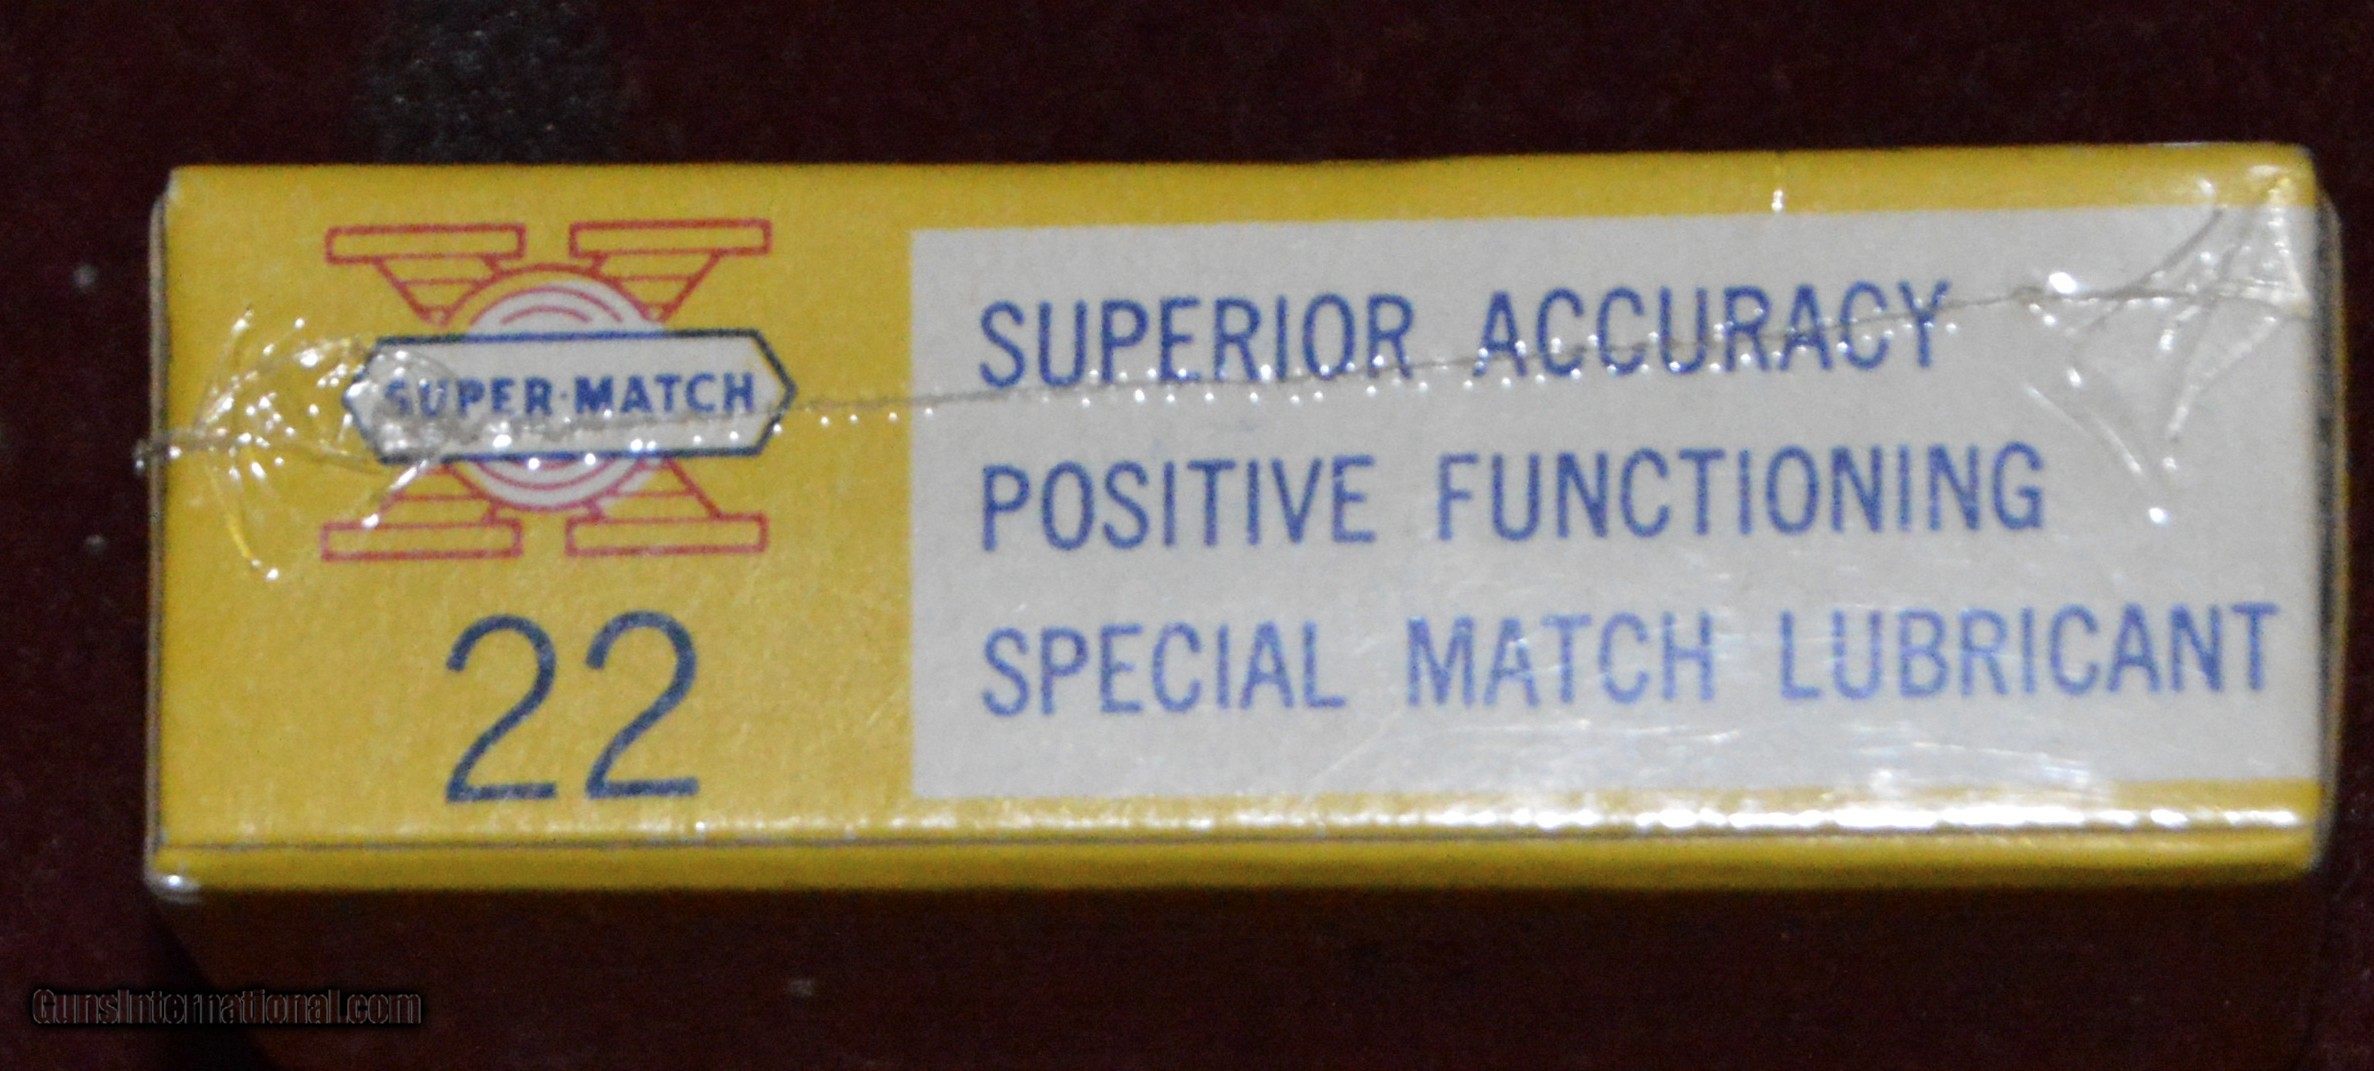 SUPER·MATCH
22
SUPERIOR ACCURACY
POSITIVE FUNCTIONING
SPECIAL MATCH LUBRICANT
GunsInternational.com